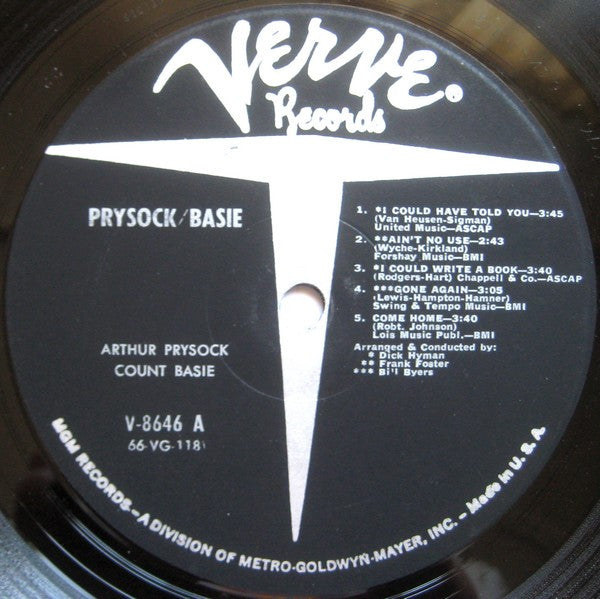 Verve®
Records
PRYSOCK/BASIE
1. *I COULD HAVE TOLD YOU—3:45
(Van Heusen-Sigman)
United Music—ASCAP
2. **AIN'T NO USE—2:43
(Wyche-Kirkland)
Forshay Music—BMI
3. *I COULD WRITE A BOOK—3:40
(Rodgers-Hart) Chappell & Co.—ASCAP
4. ***GONE AGAIN—3:05
(Lewis-Hampton-Hamner)
Swing & Tempo Music—BMI
5. COME HOME—3:40
(Robt. Johnson)
Lois Music Publ.—BMI
Arranged & Conducted by:
* Dick Hyman
** Frank Foster
*** Bi'l Byers
ARTHUR PRYSOCK
COUNT BASIE
V-8646 A
66-VG-1181
MGM RECORDS—A DIVISION OF METRO-GOLDWYN-MAYER, INC. — Made in U. S. A.